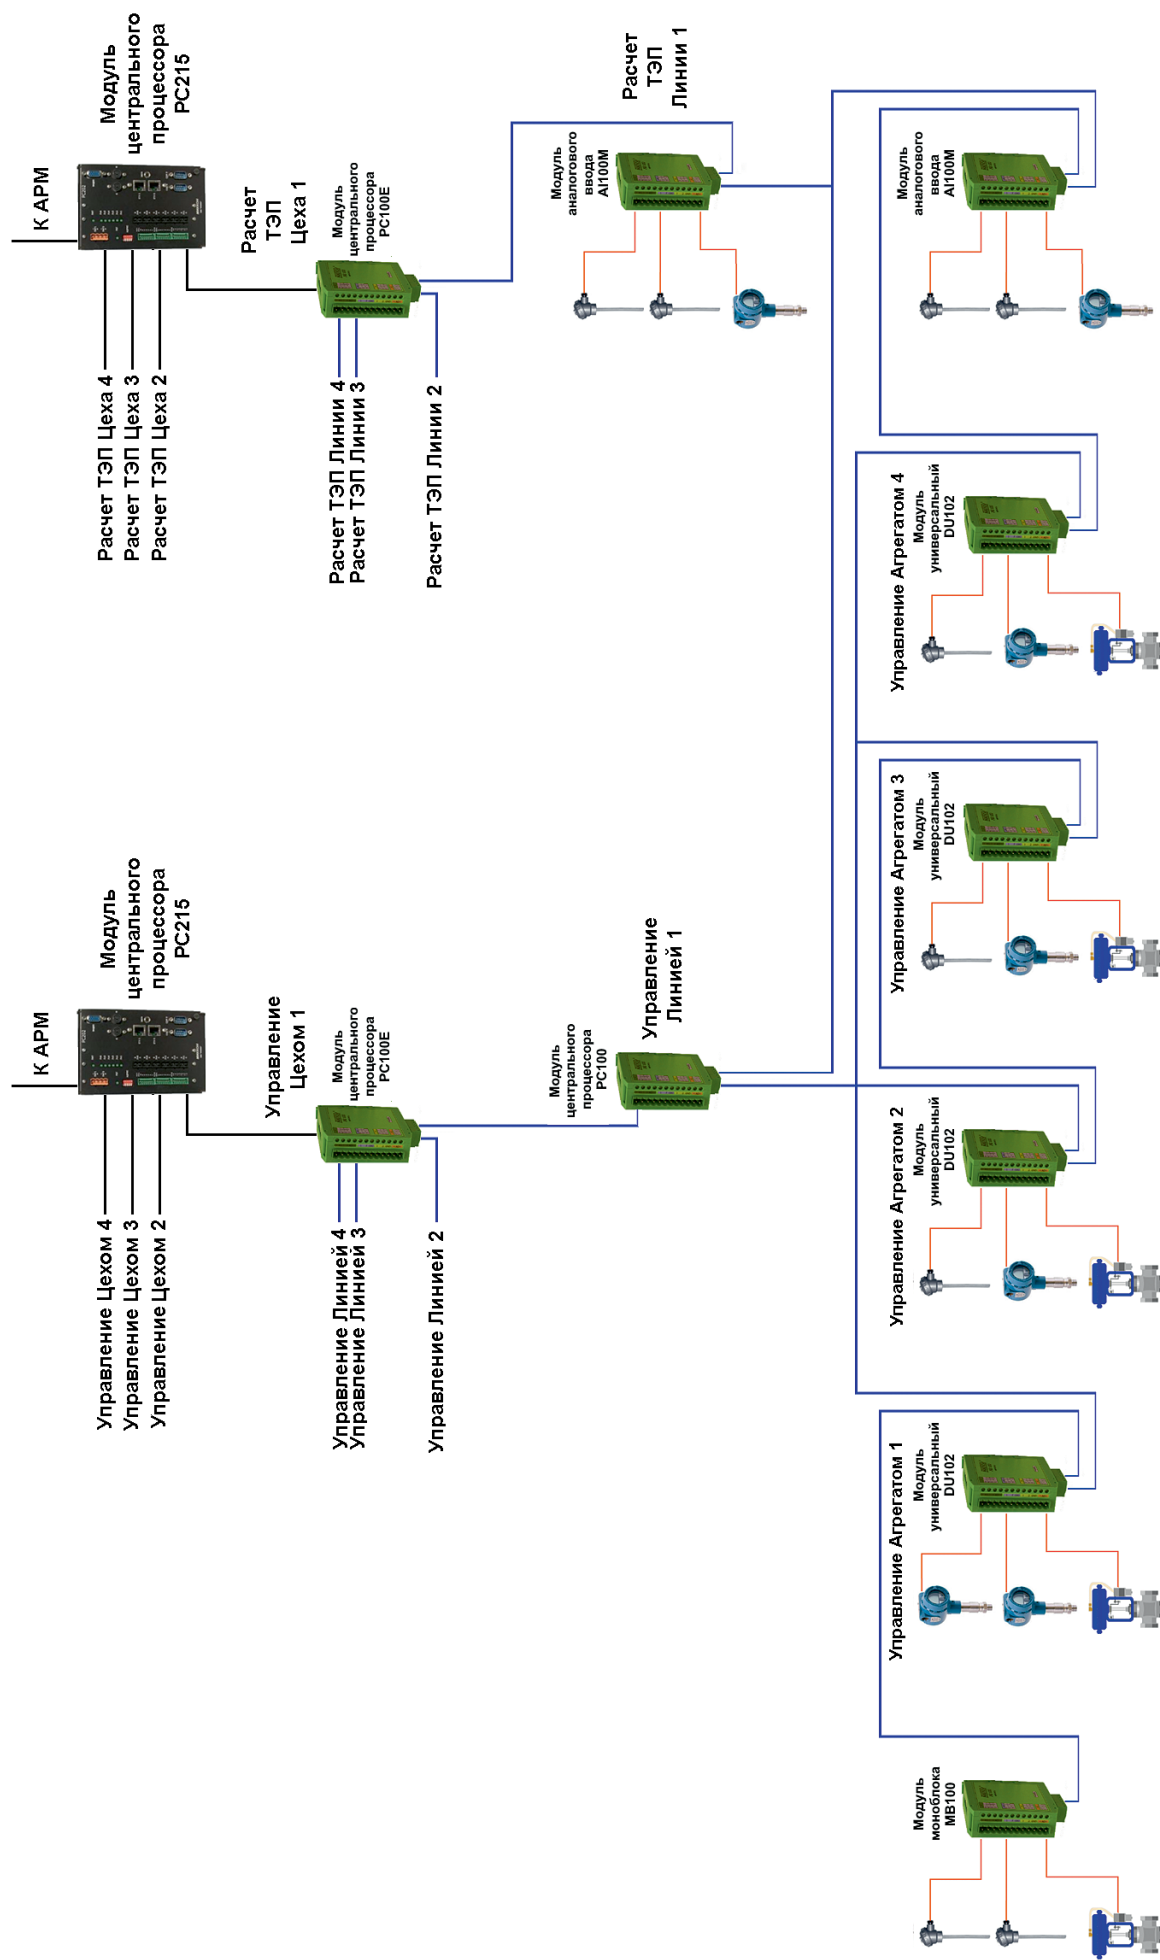 К АРМ
Модуль
центрального
процессора
PC215
Управление Цехом 4
Управление Цехом 3
Управление Цехом 2
Управление
Цехом 1
Модуль
центрального
процессора
PC100E
Управление Линией 4
Управление Линией 3
Управление Линией 2
Модуль
центрального
процессора
PC100
Управление
Линией 1
К АРМ
Модуль
центрального
процессора
PC215
Расчет ТЭП Цеха 4
Расчет ТЭП Цеха 3
Расчет ТЭП Цеха 2
Расчет
ТЭП
Цеха 1
Модуль
центрального
процессора
PC100E
Расчет ТЭП Линии 4
Расчет ТЭП Линии 3
Расчет ТЭП Линии 2
Модуль
аналогового
ввода
AI100M
Расчет
ТЭП
Линии 1
Модуль
моноблока
MB100
Управление Агрегатом 1
Модуль
универсальный
DU102
Управление Агрегатом 2
Модуль
универсальный
DU102
Управление Агрегатом 3
Модуль
универсальный
DU102
Управление Агрегатом 4
Модуль
универсальный
DU102
Модуль
аналогового
ввода
AI100M